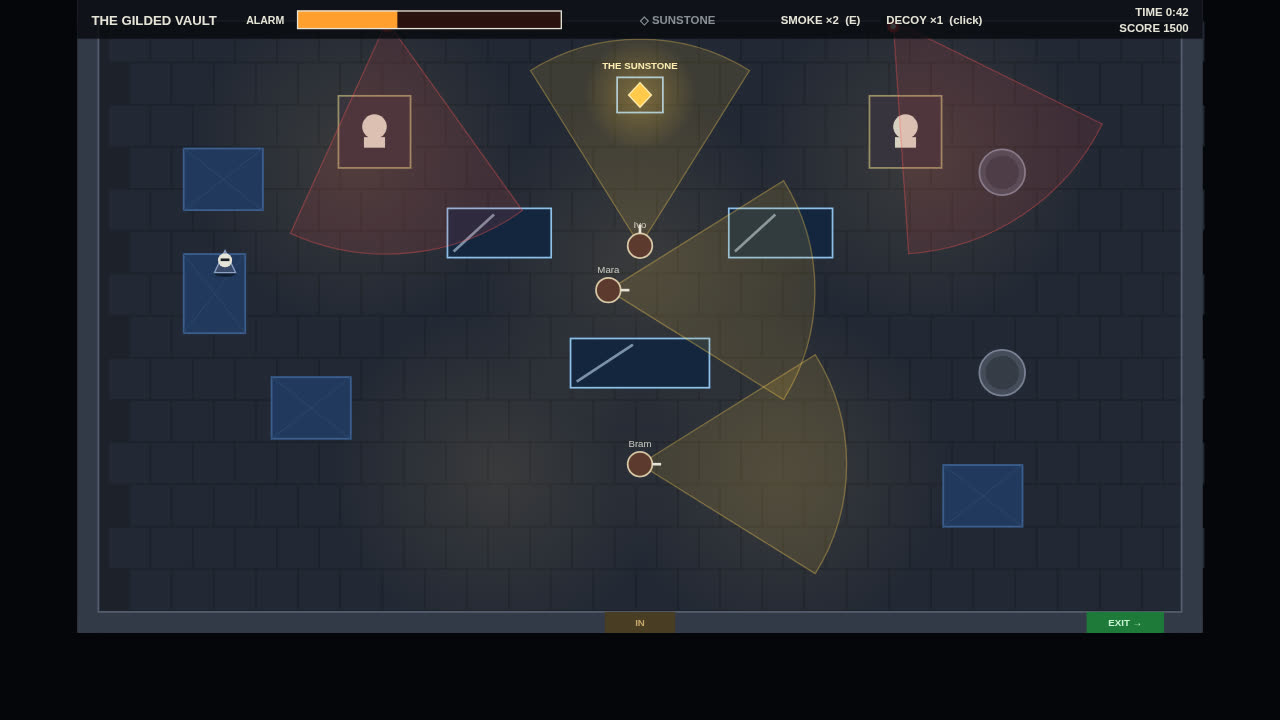 THE GILDED VAULT
ALARM
◇ SUNSTONE
SMOKE ×2 (E)
DECOY ×1 (click)
TIME 0:42
SCORE 1500
THE SUNSTONE
Ivo
Mara
Bram
IN
EXIT →